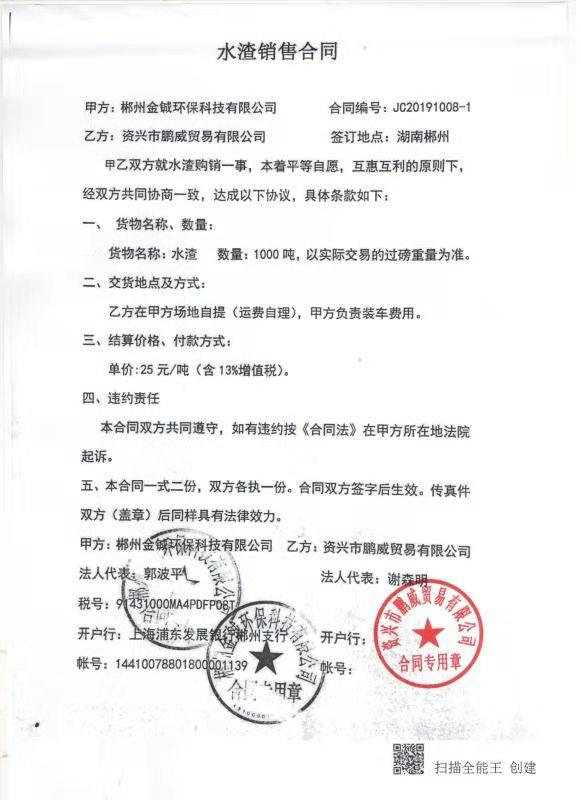 水渣销售合同
甲方：郴州金铖环保科技有限公司 合同编号：JC20191008-1
乙方：资兴市鹏威贸易有限公司 签订地点：湖南郴州
甲乙双方就水渣购销一事，本着平等自愿，互惠互利的原则下，
经双方共同协商一致，达成以下协议，具体条款如下：
一、 货物名称、数量：
货物名称：水渣 数量：1000 吨，以实际交易的过磅重量为准。
二、交货地点及方式：
乙方在甲方场地自提（运费自理），甲方负责装车费用。
三、结算价格、付款方式：
单价：25 元/吨（含 13%增值税）。
四、违约责任
本合同双方共同遵守，如有违约按《合同法》在甲方所在地法院
起诉。
五、本合同一式二份，双方各执一份。合同双方签字后生效。传真件
双方（盖章）后同样具有法律效力。
甲方：郴州金铖环保科技有限公司 乙方：资兴市鹏威贸易有限公司
法人代表：郭波平 法人代表：谢森明
税号：91431000MA4PDFP08T
开户行：上海浦东发展银行郴州支行 开户行：
帐号：14410078801800001139 帐号：
郴州金铖环保科技有限公司
合同专用章
资兴市鹏威贸易有限公司
合同专用章
扫描全能王 创建